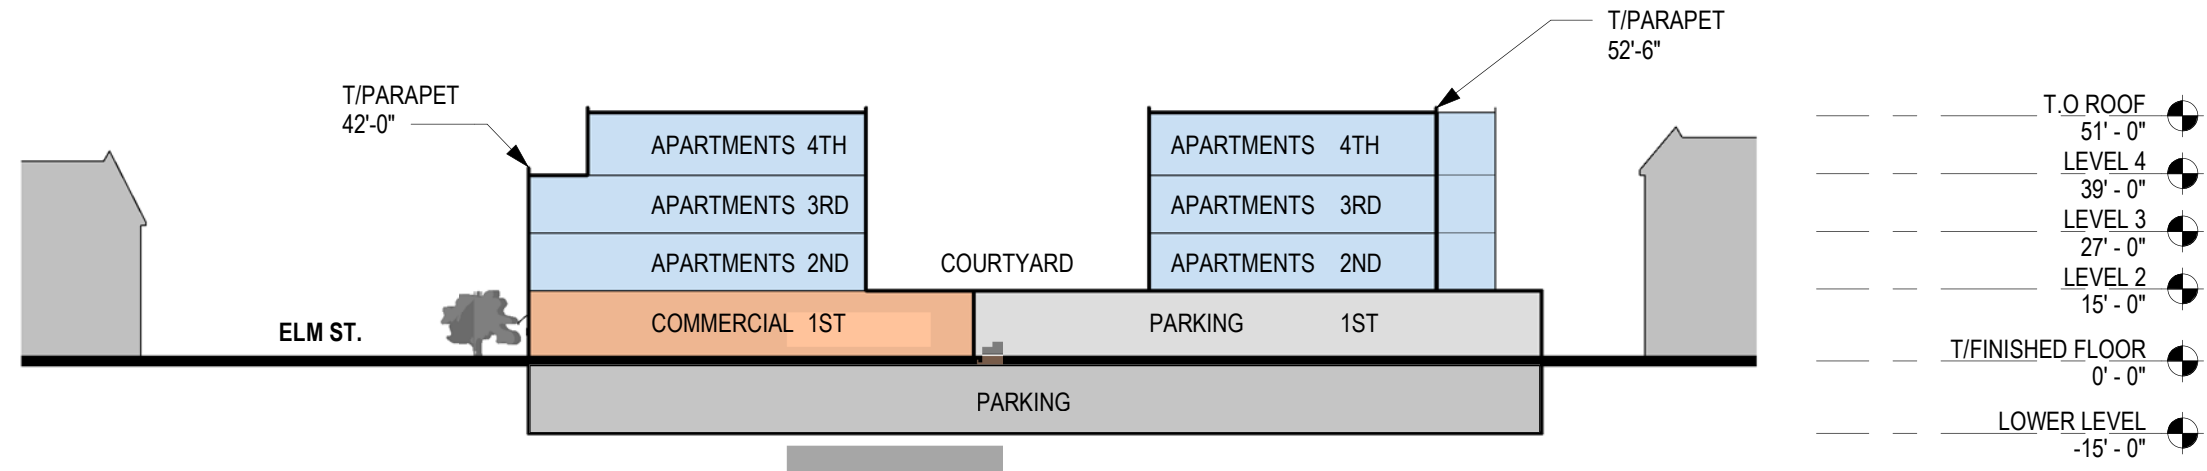 T/PARAPET
52'-6"
T/PARAPET
42'-0"
T.O ROOF
51' - 0"
APARTMENTS 4TH
APARTMENTS 4TH
LEVEL 4
39' - 0"
APARTMENTS 3RD
APARTMENTS 3RD
LEVEL 3
27' - 0"
APARTMENTS 2ND
COURTYARD
APARTMENTS 2ND
LEVEL 2
15' - 0"
ELM ST.
COMMERCIAL 1ST
PARKING 1ST
T/FINISHED FLOOR
0' - 0"
PARKING
LOWER LEVEL
-15' - 0"